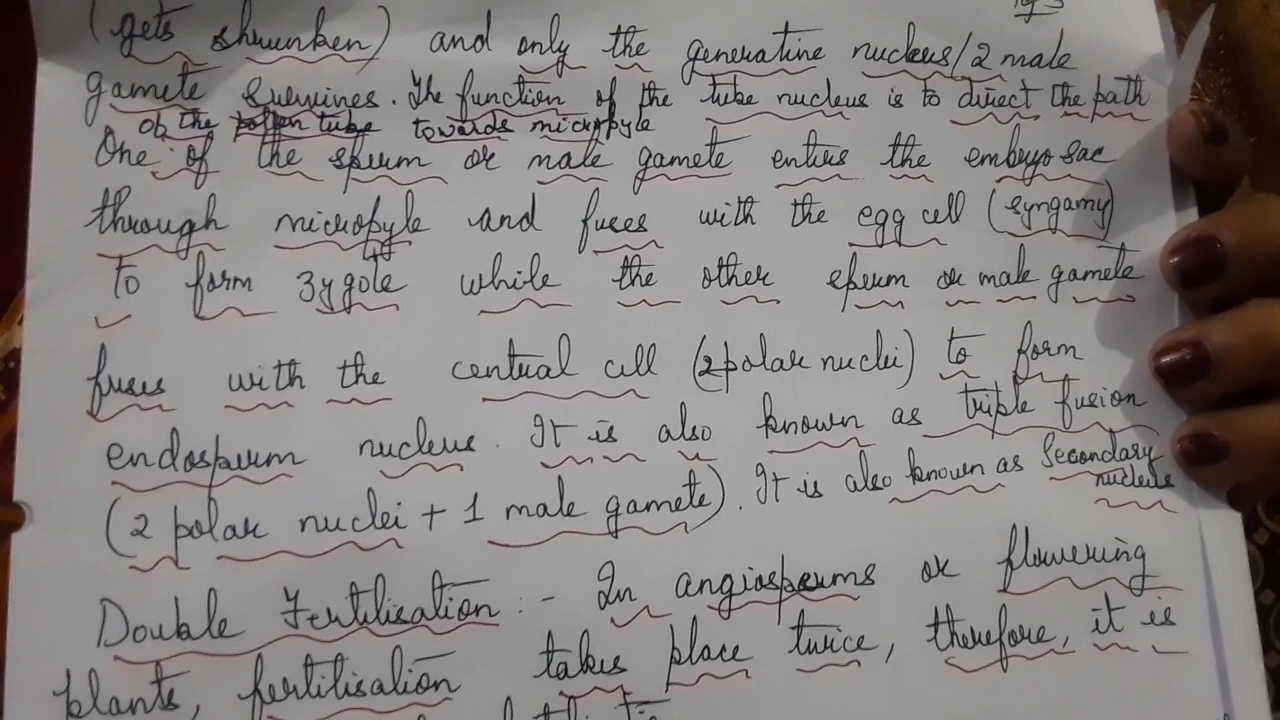 (gets shrunken) and only the generative nucleus/2 male
gamete survives. The function of the tube nucleus is to direct the path
of the pollen tube towards micropyle
One of the sperm or male gamete enters the embryo sac
through micropyle and fuses with the egg cell (syngamy)
to form zygote while the other sperm or male gamete
fuses with the central cell (2 polar nuclei) to form
endosperm nucleus. It is also known as triple fusion
(2 polar nuclei + 1 male gamete). It is also known as Secondary
nucleus
Double Fertilisation :- In angiosperms or flowering
plants, fertilisation takes place twice, therefore, it is